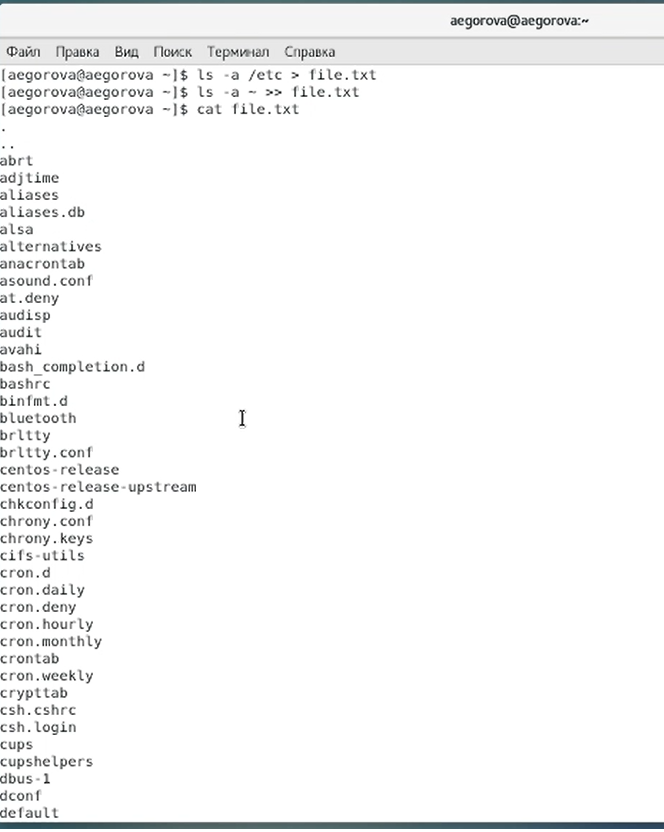 aegorova@aegorova:~
Файл Правка Вид Поиск Терминал Справка
[aegorova@aegorova ~]$ ls -a /etc > file.txt
[aegorova@aegorova ~]$ ls -a ~ >> file.txt
[aegorova@aegorova ~]$ cat file.txt
.
..
abrt
adjtime
aliases
aliases.db
alsa
alternatives
anacrontab
asound.conf
at.deny
audisp
audit
avahi
bash_completion.d
bashrc
binfmt.d
bluetooth
brltty
brltty.conf
centos-release
centos-release-upstream
chkconfig.d
chrony.conf
chrony.keys
cifs-utils
cron.d
cron.daily
cron.deny
cron.hourly
cron.monthly
crontab
cron.weekly
crypttab
csh.cshrc
csh.login
cups
cupshelpers
dbus-1
dconf
default